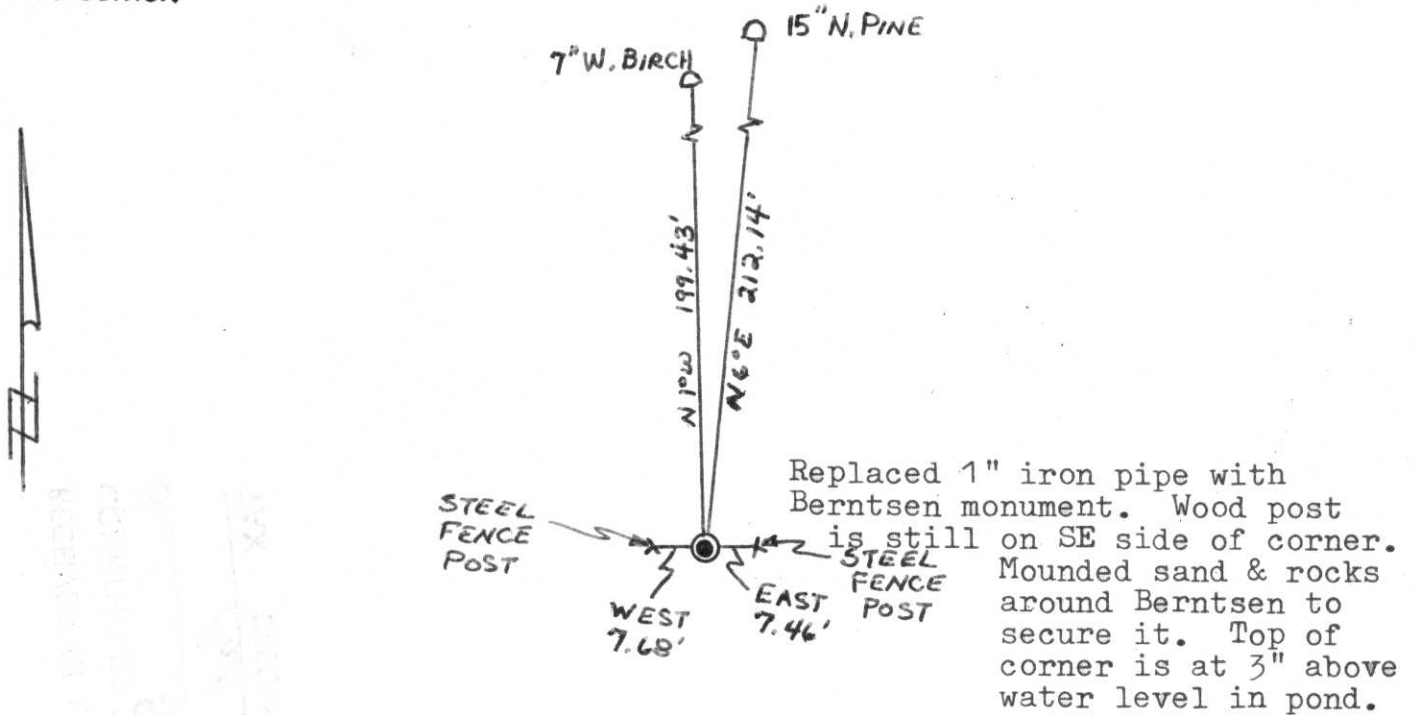 15" N. PINE
7" W. BIRCH
N 1° W 199.43'
N 6° E 212.14'
Replaced 1" iron pipe with
Berntsen monument. Wood post
is still on SE side of corner.
Mounded sand & rocks
around Berntsen to
secure it. Top of
corner is at 3" above
water level in pond.
STEEL
FENCE
POST
STEEL
FENCE
POST
WEST
7.68'
EAST
7.46'